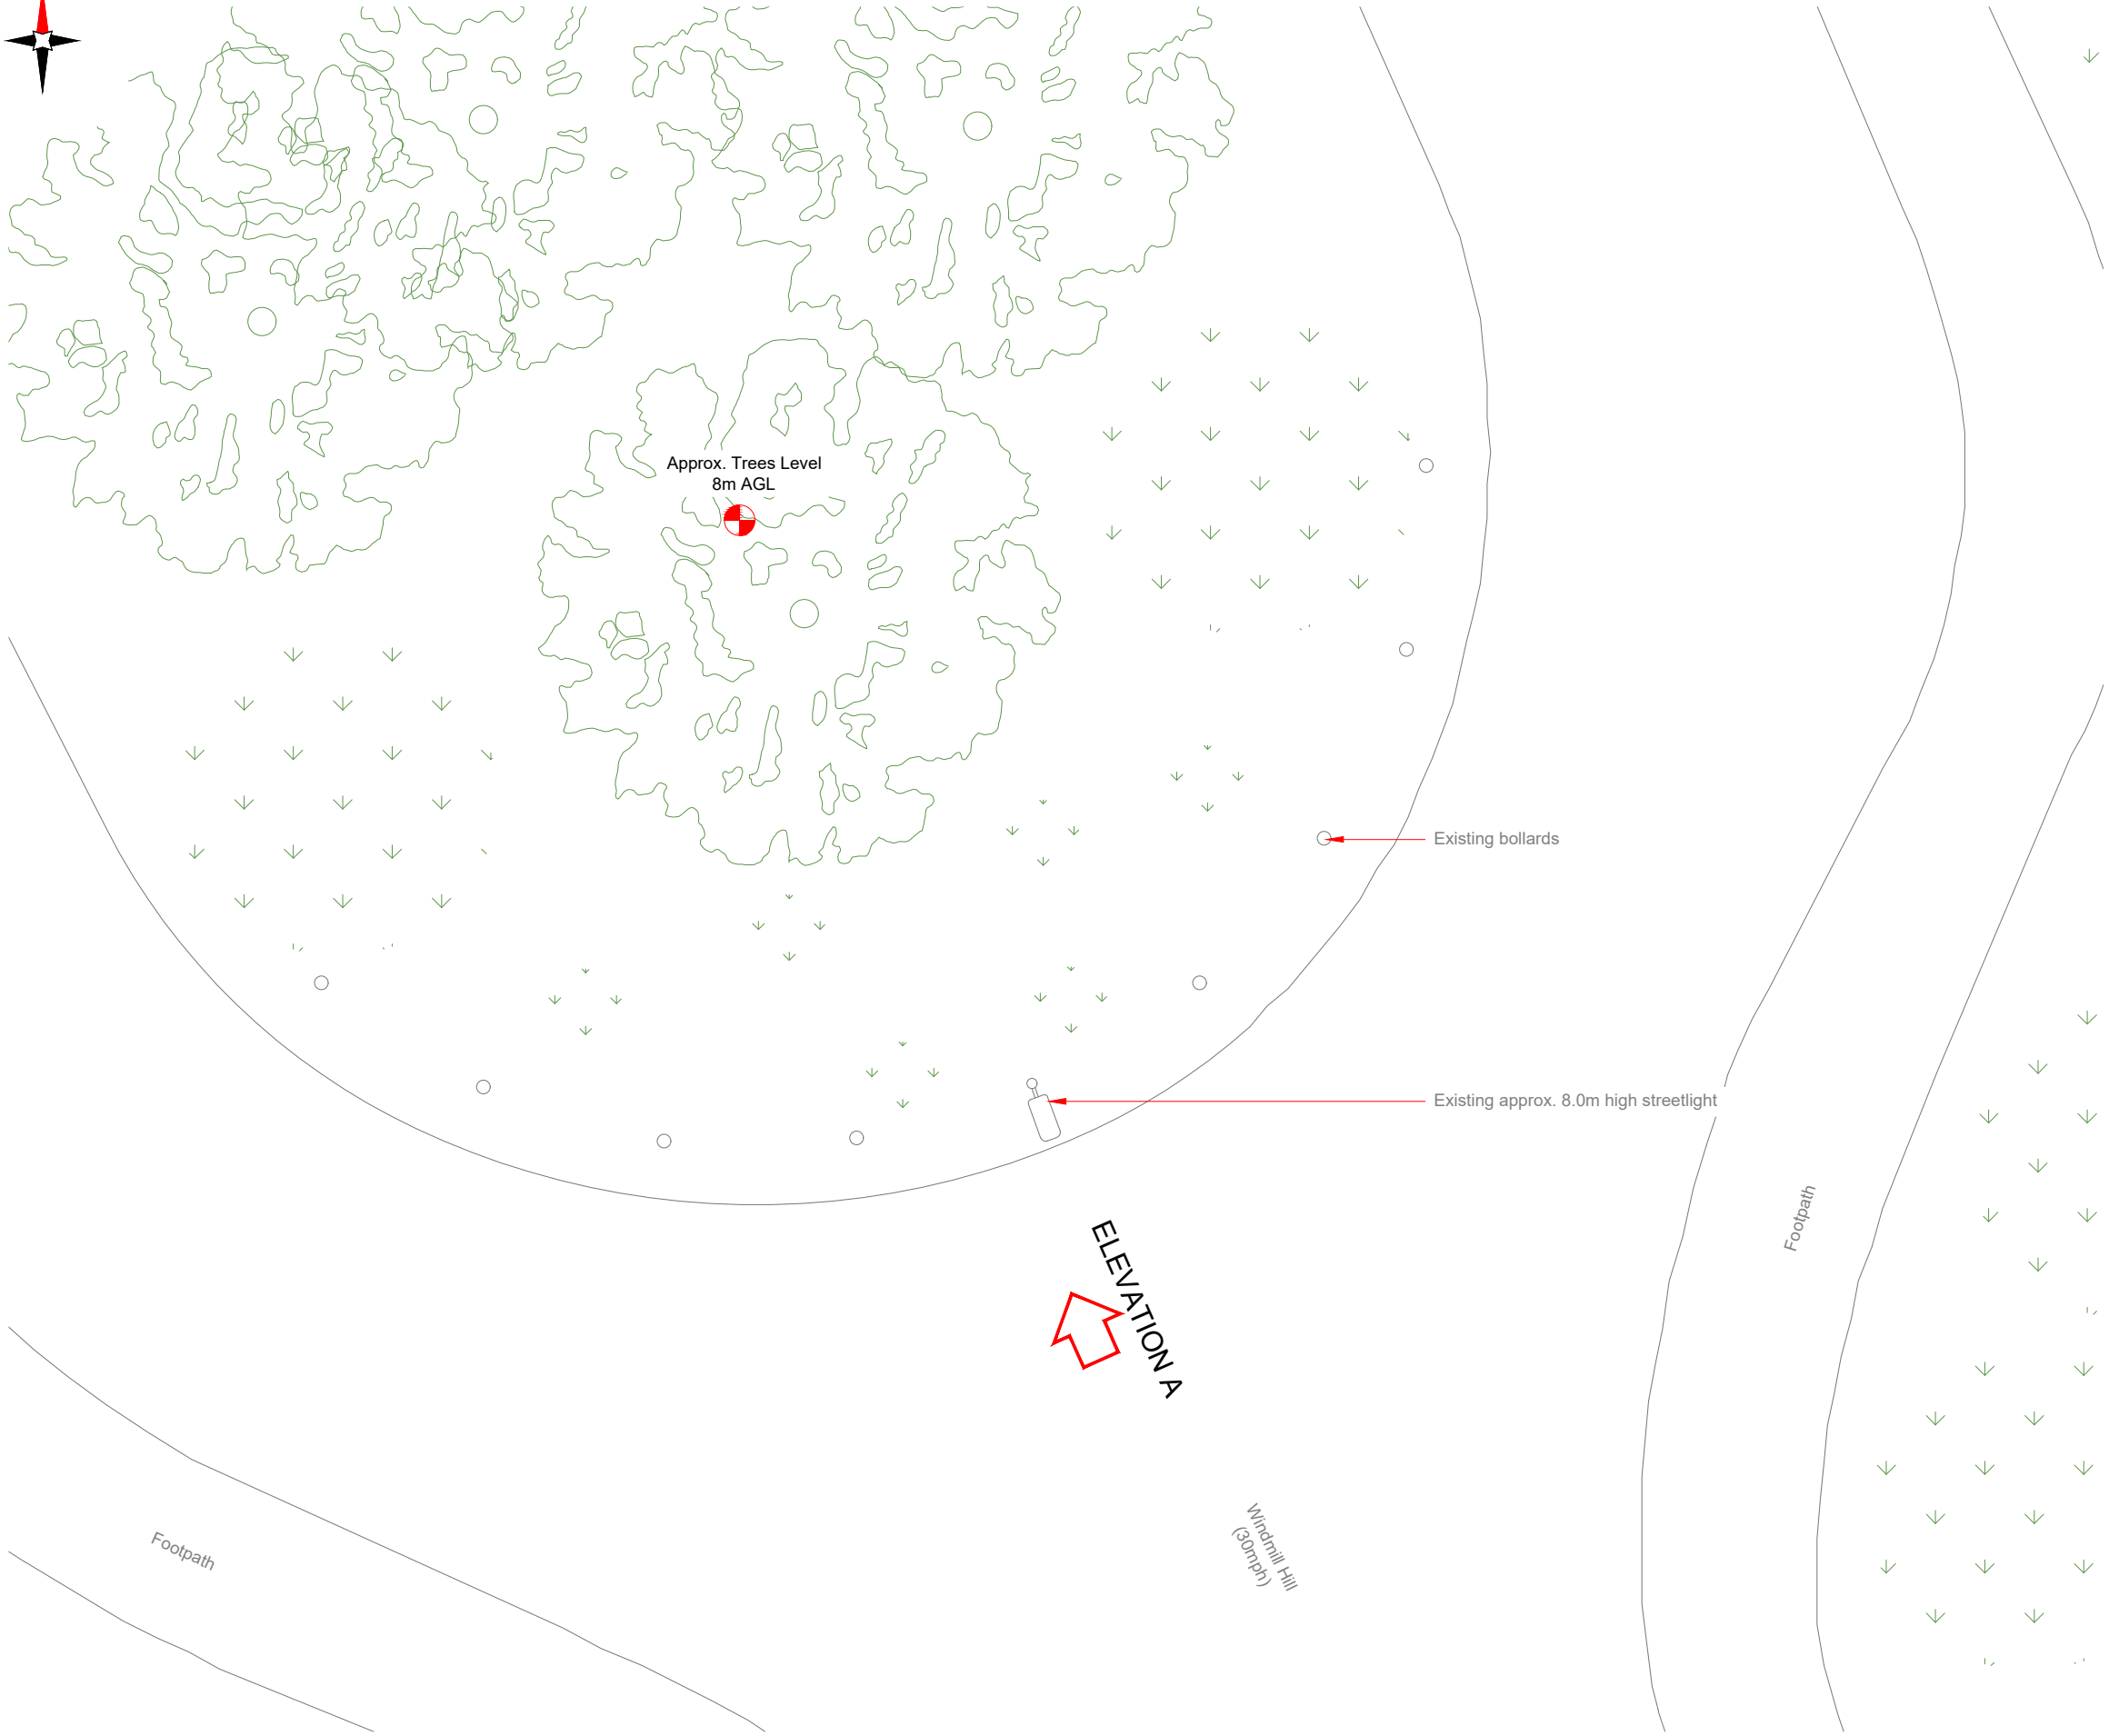 Approx. Trees Level
8m AGL
Existing bollards
Existing approx. 8.0m high streetlight
Footpath
ELEVATION A
Windmill Hill
(30mph)
Footpath